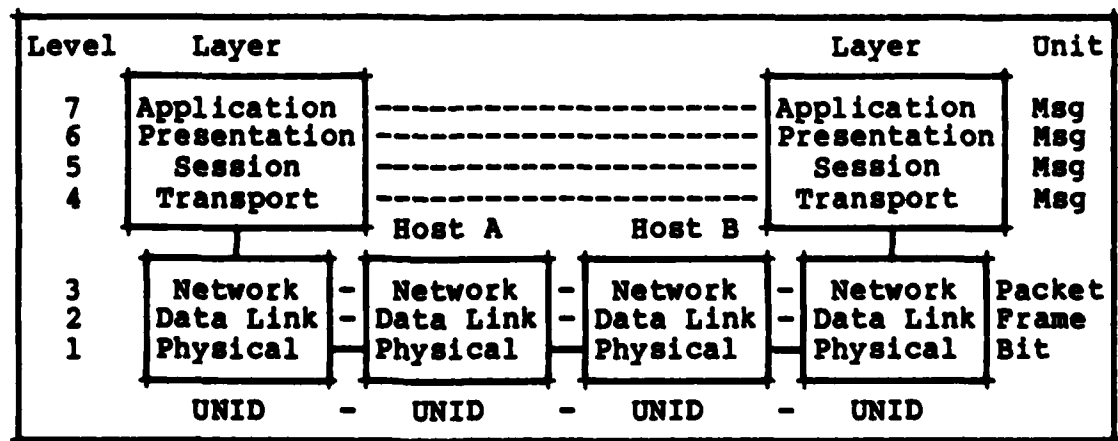 Level Layer Layer Unit
7 Application -------------------- Application Msg
6 Presentation -------------------- Presentation Msg
5 Session -------------------- Session Msg
4 Transport -------------------- Transport Msg
Host A Host B
3 Network - Network - Network - Network Packet
2 Data Link - Data Link - Data Link - Data Link Frame
1 Physical Physical Physical Physical Bit
UNID - UNID - UNID - UNID